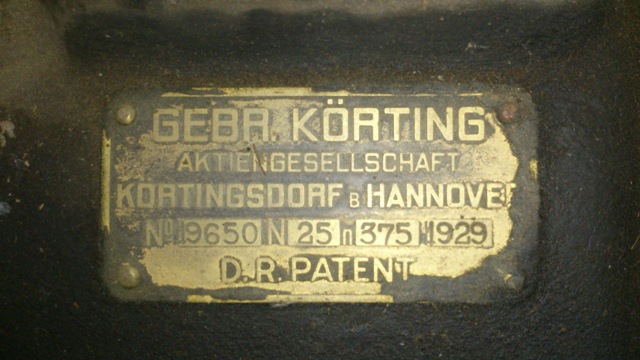 GEBR. KÖRTING
AKTIENGESELLSCHAFT
KÖRTINGSDORF B HANNOVER
No 19650 N 25 n 375 1929
D.R. PATENT